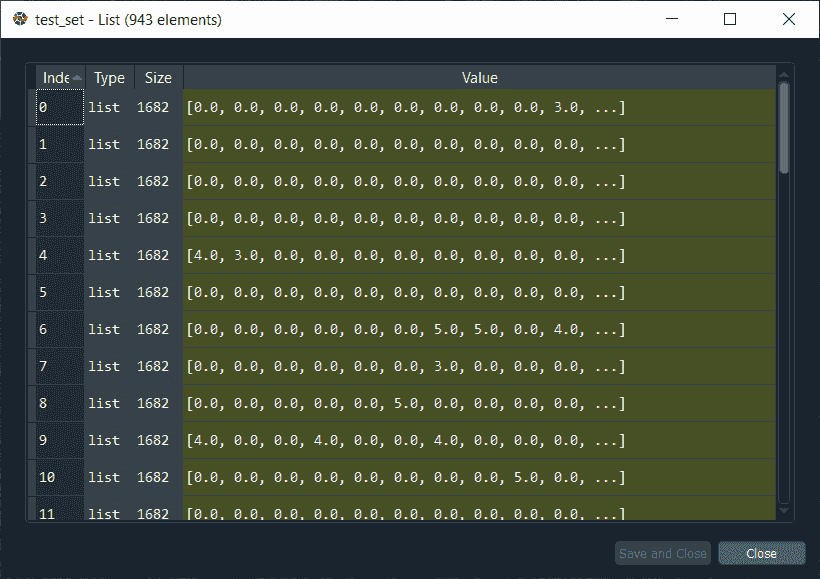 test_set - List (943 elements)
Inde Type Size Value
0 list 1682 [0.0, 0.0, 0.0, 0.0, 0.0, 0.0, 0.0, 0.0, 0.0, 3.0, ...]
1 list 1682 [0.0, 0.0, 0.0, 0.0, 0.0, 0.0, 0.0, 0.0, 0.0, 0.0, ...]
2 list 1682 [0.0, 0.0, 0.0, 0.0, 0.0, 0.0, 0.0, 0.0, 0.0, 0.0, ...]
3 list 1682 [0.0, 0.0, 0.0, 0.0, 0.0, 0.0, 0.0, 0.0, 0.0, 0.0, ...]
4 list 1682 [4.0, 3.0, 0.0, 0.0, 0.0, 0.0, 0.0, 0.0, 0.0, 0.0, ...]
5 list 1682 [0.0, 0.0, 0.0, 0.0, 0.0, 0.0, 0.0, 0.0, 0.0, 0.0, ...]
6 list 1682 [0.0, 0.0, 0.0, 0.0, 0.0, 0.0, 5.0, 5.0, 0.0, 4.0, ...]
7 list 1682 [0.0, 0.0, 0.0, 0.0, 0.0, 0.0, 3.0, 0.0, 0.0, 0.0, ...]
8 list 1682 [0.0, 0.0, 0.0, 0.0, 0.0, 5.0, 0.0, 0.0, 0.0, 0.0, ...]
9 list 1682 [4.0, 0.0, 0.0, 4.0, 0.0, 0.0, 4.0, 0.0, 0.0, 0.0, ...]
10 list 1682 [0.0, 0.0, 0.0, 0.0, 0.0, 0.0, 0.0, 0.0, 5.0, 0.0, ...]
11 list 1682 [0.0, 0.0, 0.0, 0.0, 0.0, 0.0, 0.0, 0.0, 0.0, 0.0, ...]
Save and Close Close